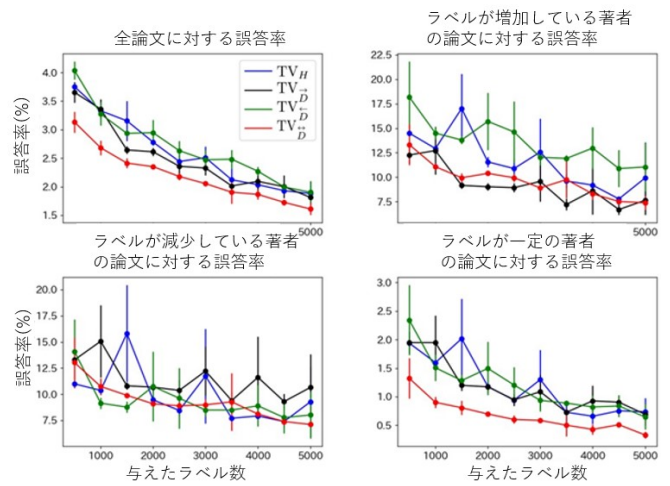 全論文に対する誤答率
ラベルが増加している著者
の論文に対する誤答率
誤答率(%)
4.0
3.5
3.0
2.5
2.0
1.5
TV_H
TV_D^→
TV_D^←
TV_D^↔
5000
22.5
20.0
17.5
15.0
12.5
10.0
7.5
5000
ラベルが減少している著者
の論文に対する誤答率
ラベルが一定の著者
の論文に対する誤答率
誤答率(%)
20.0
17.5
15.0
12.5
10.0
7.5
1000 2000 3000 4000 5000
与えたラベル数
3.0
2.5
2.0
1.5
1.0
0.5
1000 2000 3000 4000 5000
与えたラベル数